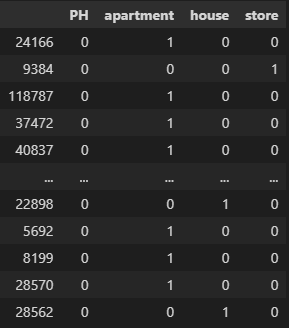 PH apartment house store
24166 0 1 0 0
9384 0 0 0 1
118787 0 1 0 0
37472 0 1 0 0
40837 0 1 0 0
... ... ... ... ...
22898 0 0 1 0
5692 0 1 0 0
8199 0 1 0 0
28570 0 1 0 0
28562 0 0 1 0